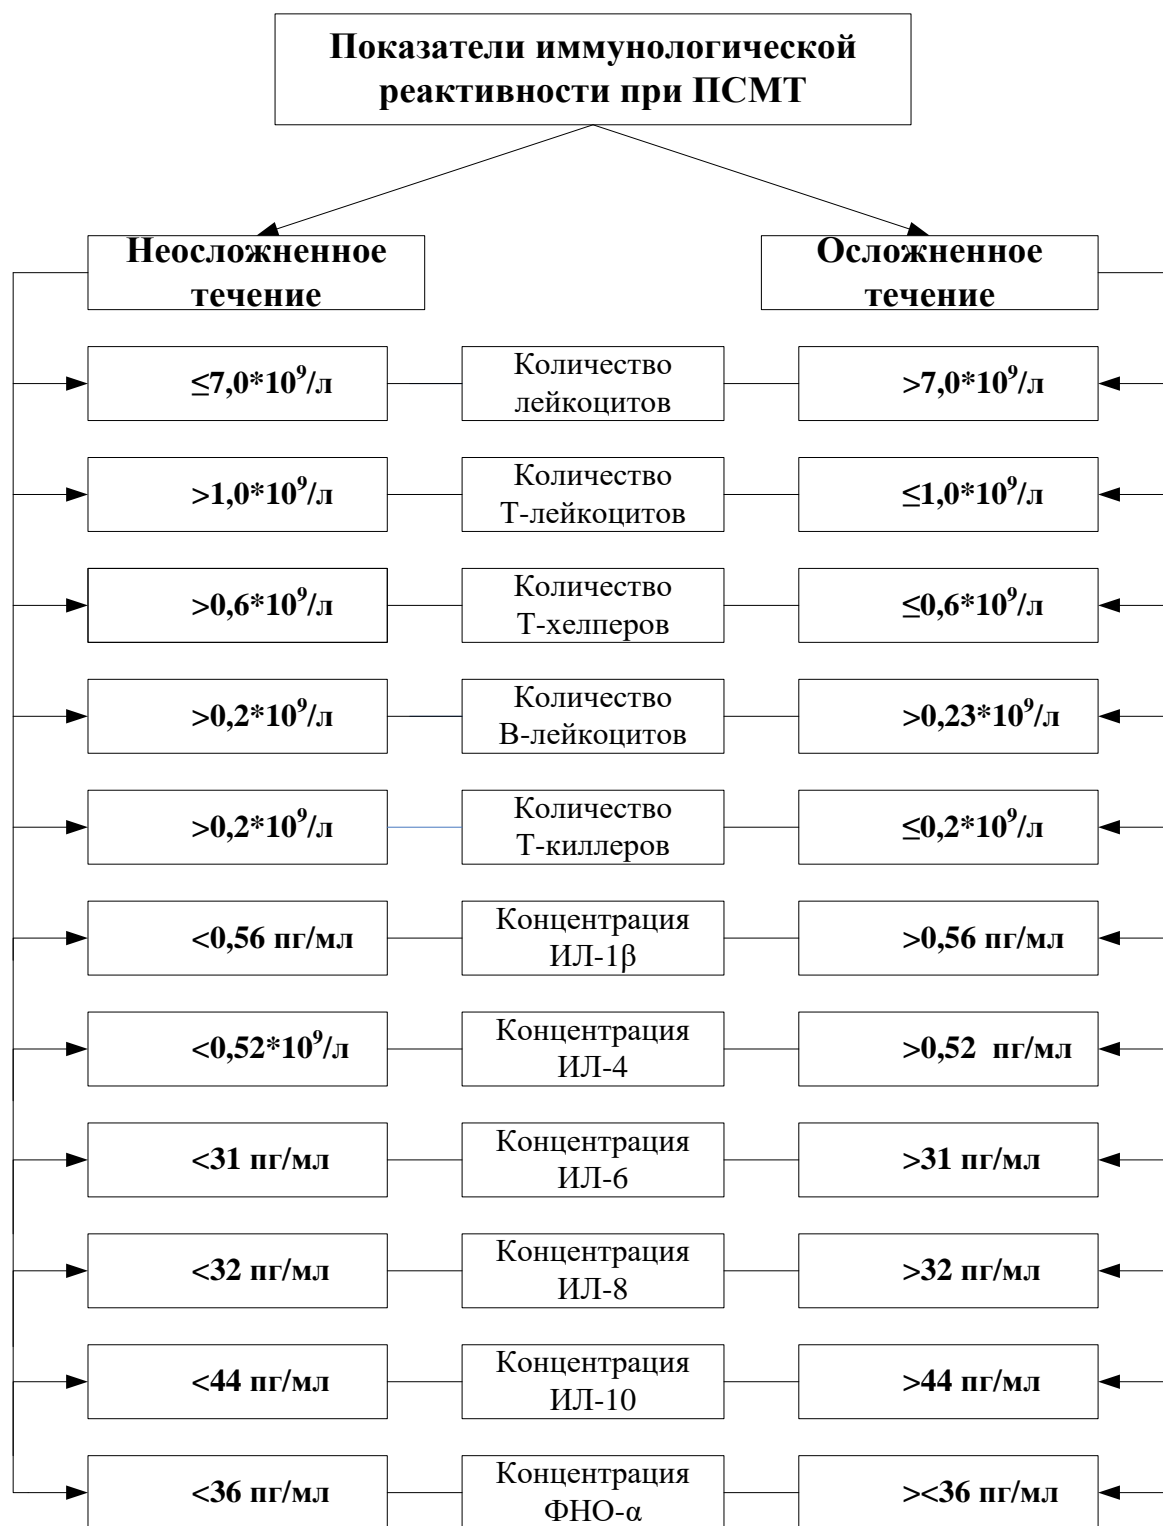 Показатели иммунологической
реактивности при ПСМТ
Неосложненное
течение
Осложненное
течение
≤7,0*10⁹/л
Количество
лейкоцитов
>7,0*10⁹/л
>1,0*10⁹/л
Количество
Т-лейкоцитов
≤1,0*10⁹/л
>0,6*10⁹/л
Количество
Т-хелперов
≤0,6*10⁹/л
>0,2*10⁹/л
Количество
В-лейкоцитов
>0,23*10⁹/л
>0,2*10⁹/л
Количество
Т-киллеров
≤0,2*10⁹/л
<0,56 пг/мл
Концентрация
ИЛ-1β
>0,56 пг/мл
<0,52*10⁹/л
Концентрация
ИЛ-4
>0,52 пг/мл
<31 пг/мл
Концентрация
ИЛ-6
>31 пг/мл
<32 пг/мл
Концентрация
ИЛ-8
>32 пг/мл
<44 пг/мл
Концентрация
ИЛ-10
>44 пг/мл
<36 пг/мл
Концентрация
ФНО-α
><36 пг/мл